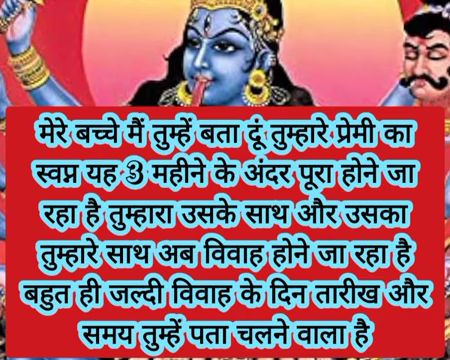 मेरे बच्चे मैं तुम्हें बता दूं तुम्हारे प्रेमी का
स्वप्न यह 3 महीने के अंदर पूरा होने जा
रहा है तुम्हारा उसके साथ और उसका
तुम्हारे साथ अब विवाह होने जा रहा है
बहुत ही जल्दी विवाह के दिन तारीख और
समय तुम्हें पता चलने वाला है